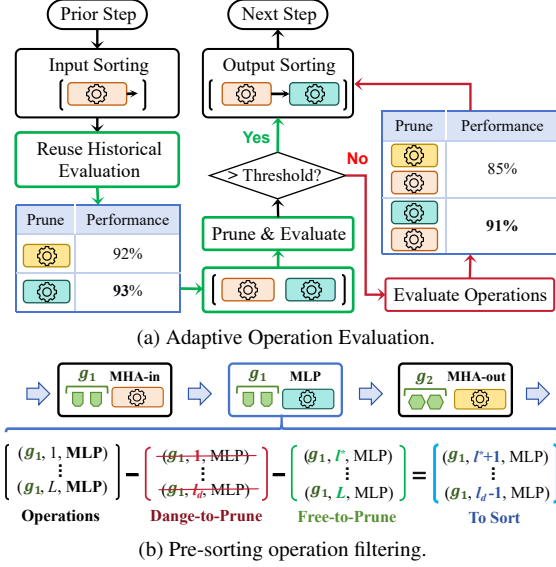 Prior Step
Next Step
Input Sorting
Output Sorting
Reuse Historical
Evaluation
Yes
No
> Threshold?
Prune Performance
85%
91%
Prune Performance
92%
93%
Prune & Evaluate
Evaluate Operations
(a) Adaptive Operation Evaluation.
g₁ MHA-in
g₁ MLP
g₂ MHA-out
(g₁, 1, MLP) (g₁, 1, MLP) (g₁, l*, MLP) (g₁, l*+1, MLP)
⋮ − ⋮ − ⋮ = ⋮
(g₁, L, MLP) (g₁, l_d, MLP) (g₁, L, MLP) (g₁, l_d-1, MLP)
Operations Dange-to-Prune Free-to-Prune To Sort
(b) Pre-sorting operation filtering.